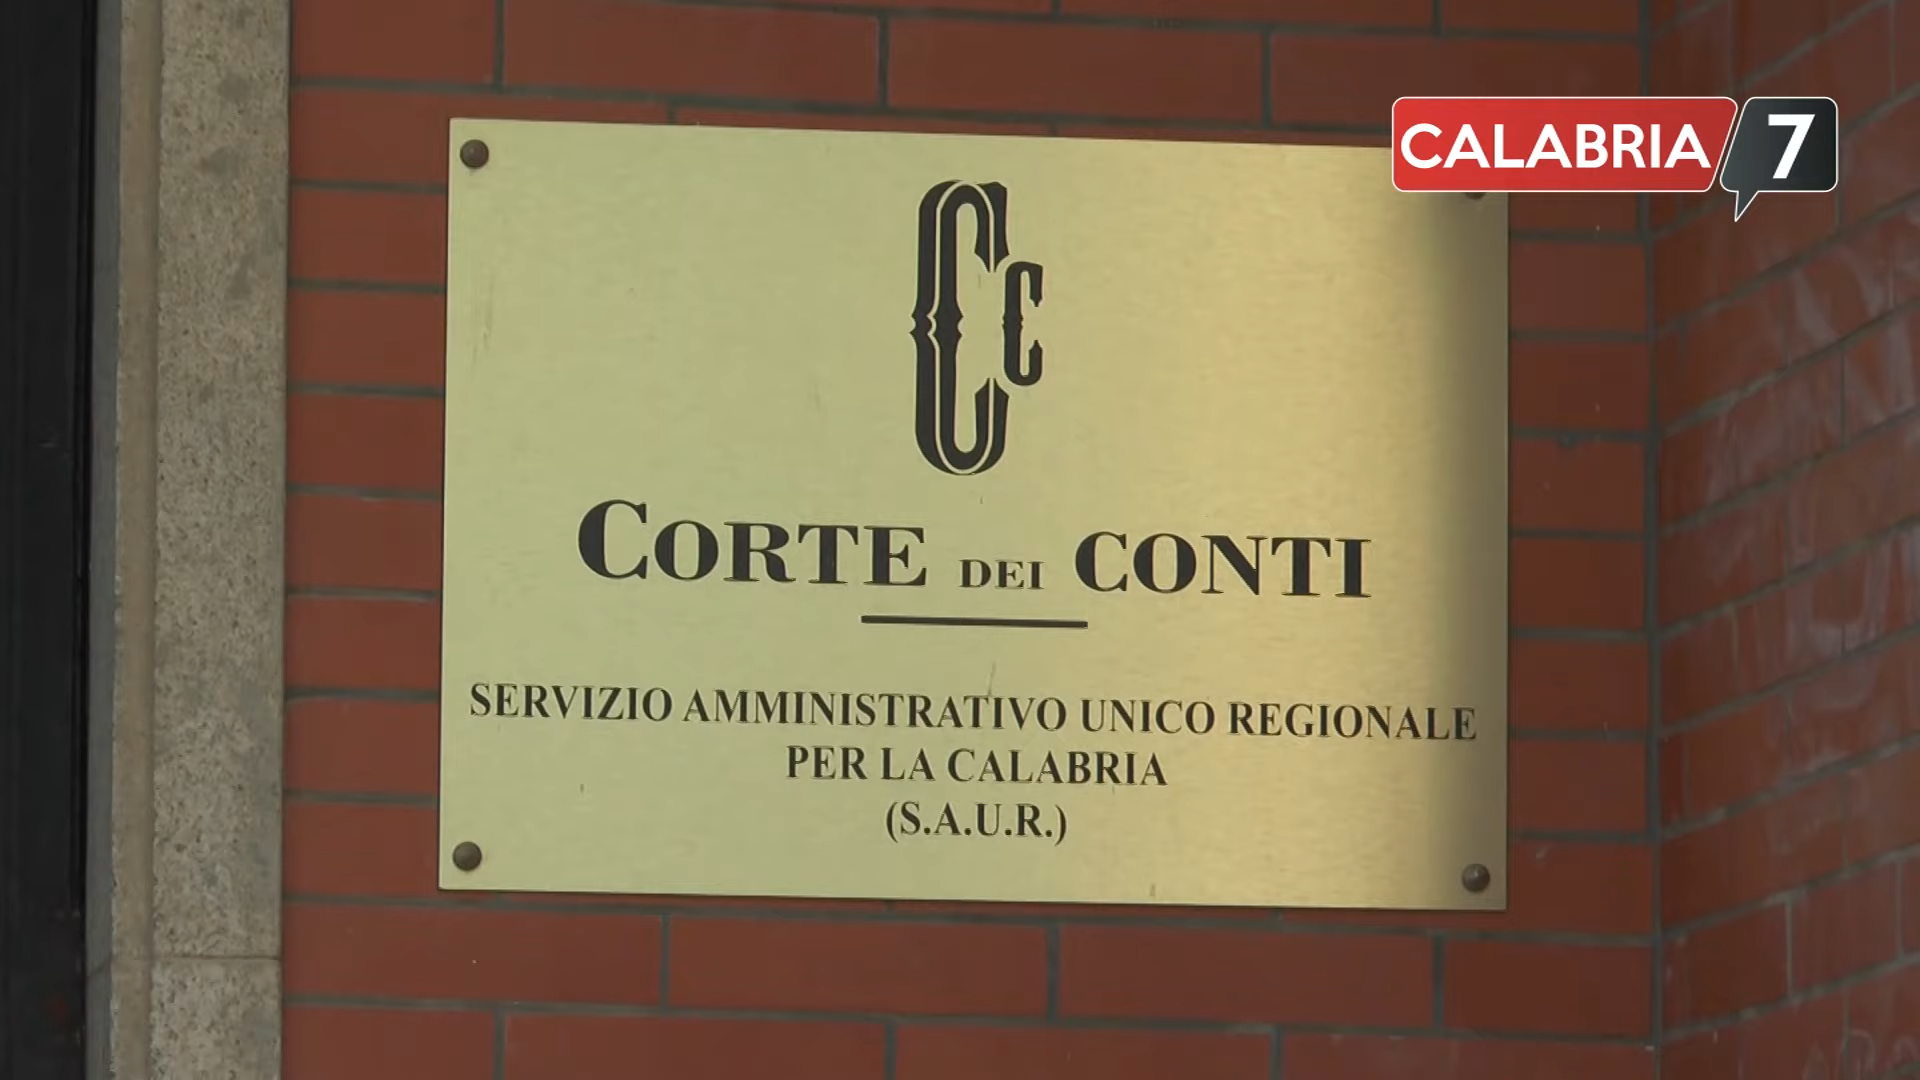 CALABRIA 7
Cc
CORTE DEI CONTI
SERVIZIO AMMINISTRATIVO UNICO REGIONALE
PER LA CALABRIA
(S.A.U.R.)